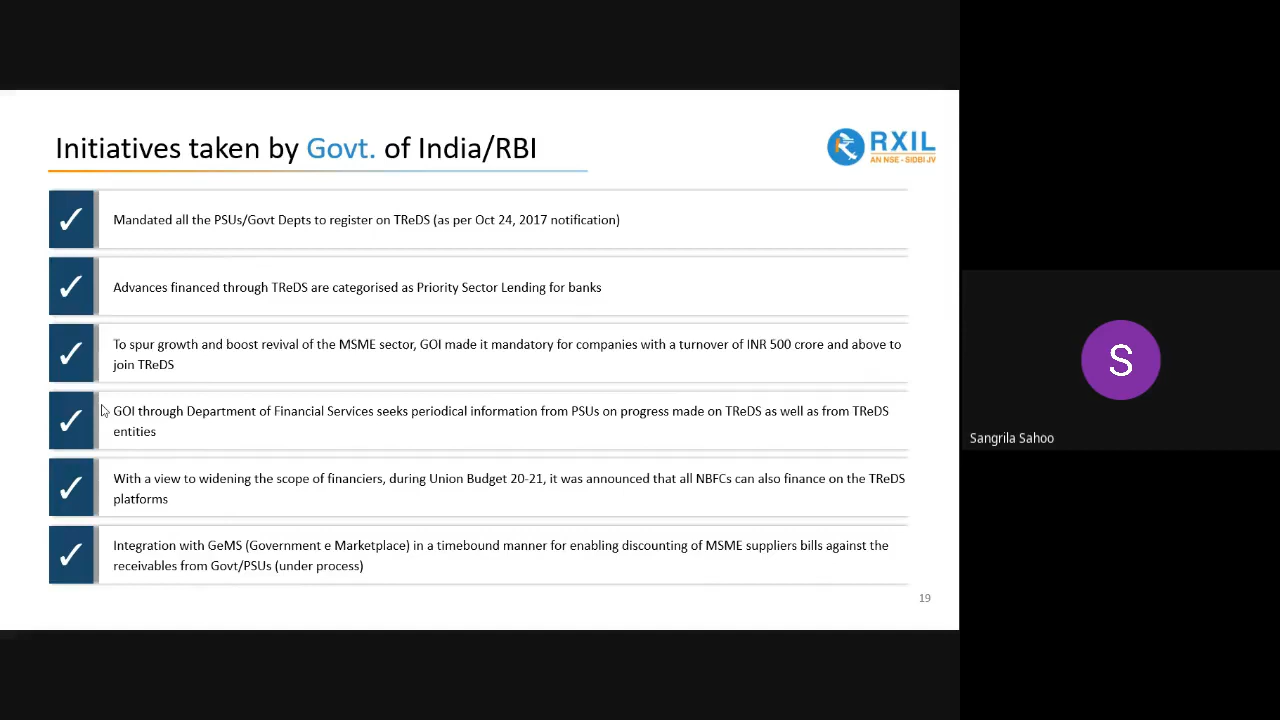 Initiatives taken by Govt. of India/RBI
RXIL
AN NSE - SIDBI JV
✓ Mandated all the PSUs/Govt Depts to register on TReDS (as per Oct 24, 2017 notification)
✓ Advances financed through TReDS are categorised as Priority Sector Lending for banks
✓ To spur growth and boost revival of the MSME sector, GOI made it mandatory for companies with a turnover of INR 500 crore and above to
join TReDS
✓ GOI through Department of Financial Services seeks periodical information from PSUs on progress made on TReDS as well as from TReDS
entities
✓ With a view to widening the scope of financiers, during Union Budget 20-21, it was announced that all NBFCs can also finance on the TReDS
platforms
✓ Integration with GeMS (Government e Marketplace) in a timebound manner for enabling discounting of MSME suppliers bills against the
receivables from Govt/PSUs (under process)
19
S
Sangrila Sahoo